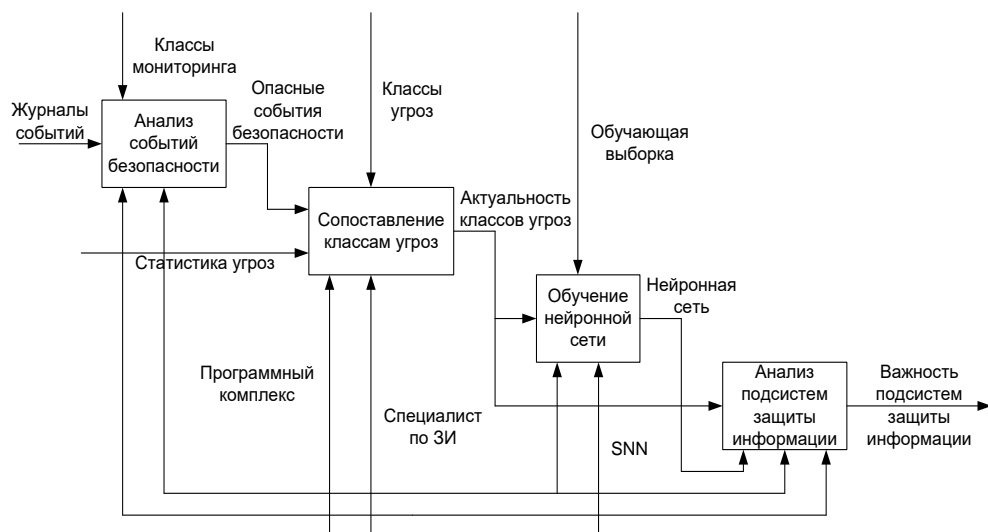 Классы
мониторинга
Журналы
событий
Анализ
событий
безопасности
Опасные
события
безопасности
Классы
угроз
Обучающая
выборка
Сопоставление
классам угроз
Актуальность
классов угроз
Статистика угроз
Обучение
нейронной
сети
Нейронная
сеть
Программный
комплекс
Специалист
по ЗИ
SNN
Анализ
подсистем
защиты
информации
Важность
подсистем
защиты
информации